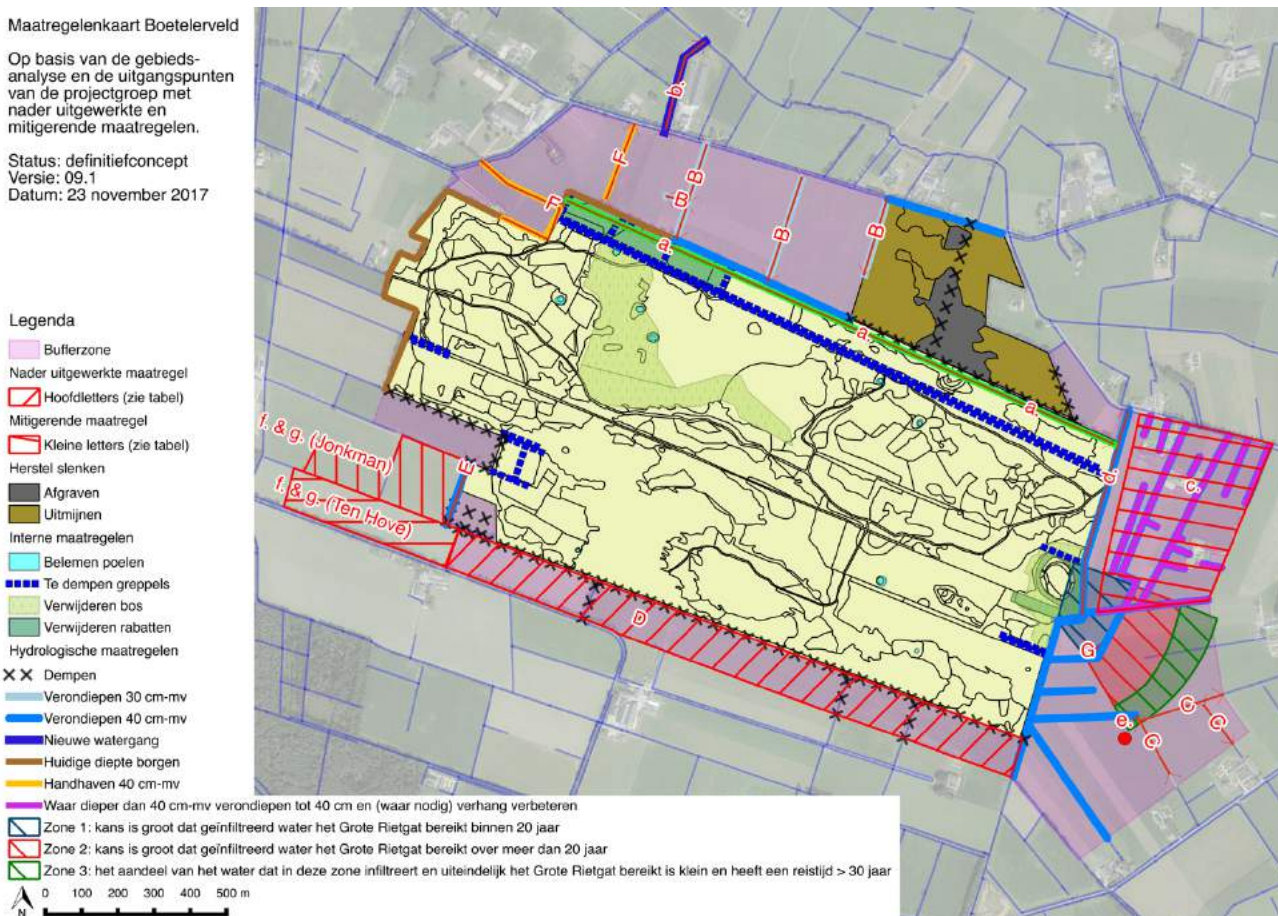 Maatregelenkaart Boetelerveld
Op basis van de gebieds-
analyse en de uitgangspunten
van de projectgroep met
nader uitgewerkte en
mitigerende maatregelen.
Status: definitiefconcept
Versie: 09.1
Datum: 23 november 2017
Legenda
Bufferzone
Nader uitgewerkte maatregel
Hoofdletters (zie tabel)
Mitigerende maatregel
Kleine letters (zie tabel)
Herstel slenken
Afgraven
Uitmijnen
Interne maatregelen
Belemen poelen
Te dempen greppels
Verwijderen bos
Verwijderen rabatten
Hydrologische maatregelen
Dempen
Verondiepen 30 cm-mv
Verondiepen 40 cm-mv
Nieuwe watergang
Huidige diepte borgen
Handhaven 40 cm-mv
Waar dieper dan 40 cm-mv verondiepen tot 40 cm en (waar nodig) verhang verbeteren
Zone 1: kans is groot dat geïnfiltreerd water het Grote Rietgat bereikt binnen 20 jaar
Zone 2: kans is groot dat geïnfiltreerd water het Grote Rietgat bereikt over meer dan 20 jaar
Zone 3: het aandeel van het water dat in deze zone infiltreert en uiteindelijk het Grote Rietgat bereikt is klein en heeft een reistijd > 30 jaar
N
0 100 200 300 400 500 m
b.
F
F
B
B
B
B
a.
a.
a.
d.
c.
f. & g. (Jonkman)
f. & g. (Ten Hove)
E
D
G
e.
C
C
C